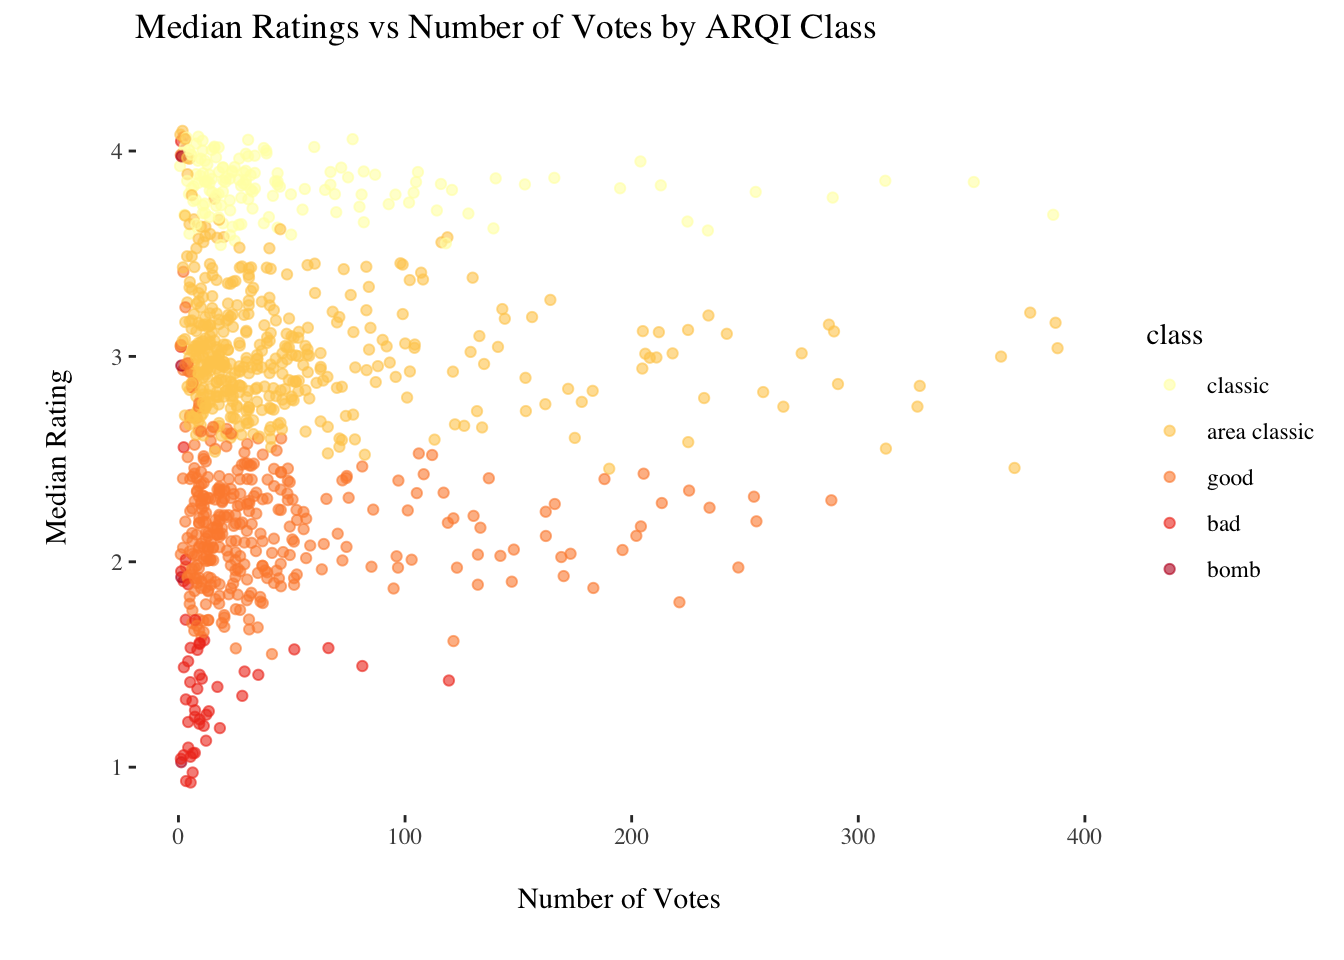 Median Ratings vs Number of Votes by ARQI Class
4
3
2
1
Median Rating
0 100 200 300 400
Number of Votes
class
classic
area classic
good
bad
bomb